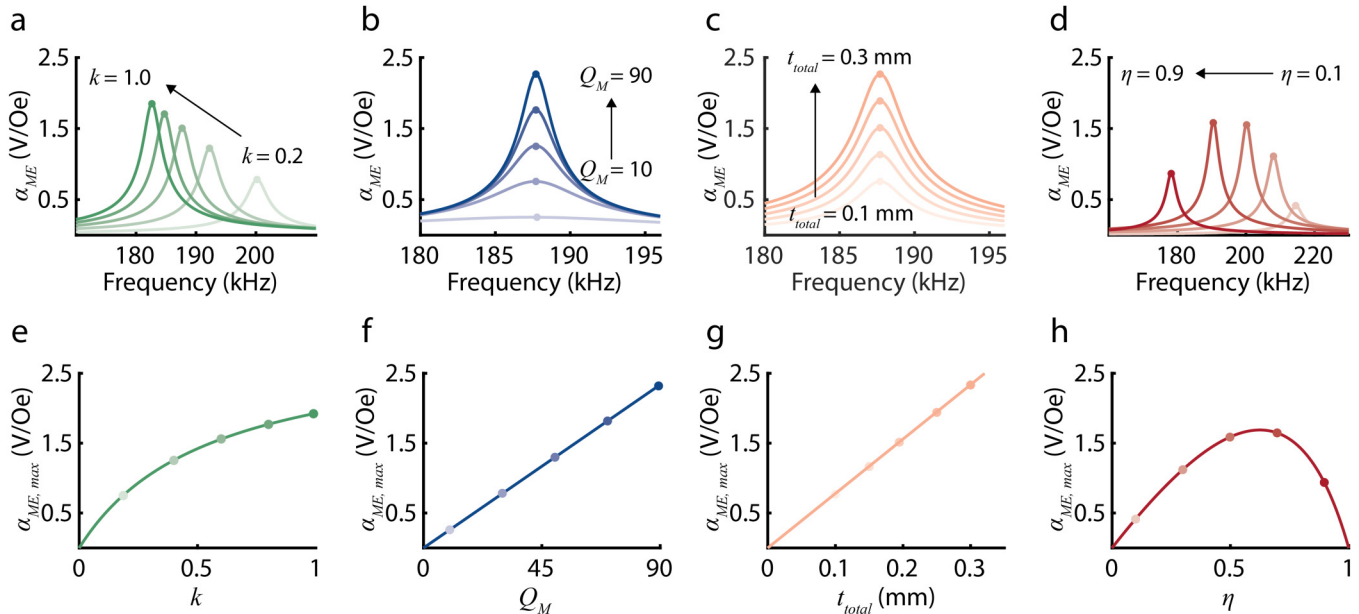 a
2.5
1.5
0.5
α_ME (V/Oe)
k = 1.0
k = 0.2
180 190 200
Frequency (kHz)
b
2.5
1.5
0.5
α_ME (V/Oe)
Q_M = 90
Q_M = 10
180 185 190 195
Frequency (kHz)
c
2.5
1.5
0.5
α_ME (V/Oe)
t_total = 0.3 mm
t_total = 0.1 mm
180 185 190 195
Frequency (kHz)
d
2.5
1.5
0.5
α_ME (V/Oe)
η = 0.9
η = 0.1
180 200 220
Frequency (kHz)
e
2.5
1.5
0.5
α_ME, max (V/Oe)
0 0.5 1
k
f
2.5
1.5
0.5
α_ME, max (V/Oe)
0 45 90
Q_M
g
2.5
1.5
0.5
α_ME, max (V/Oe)
0 0.1 0.2 0.3
t_total (mm)
h
2.5
1.5
0.5
α_ME, max (V/Oe)
0 0.5 1
η